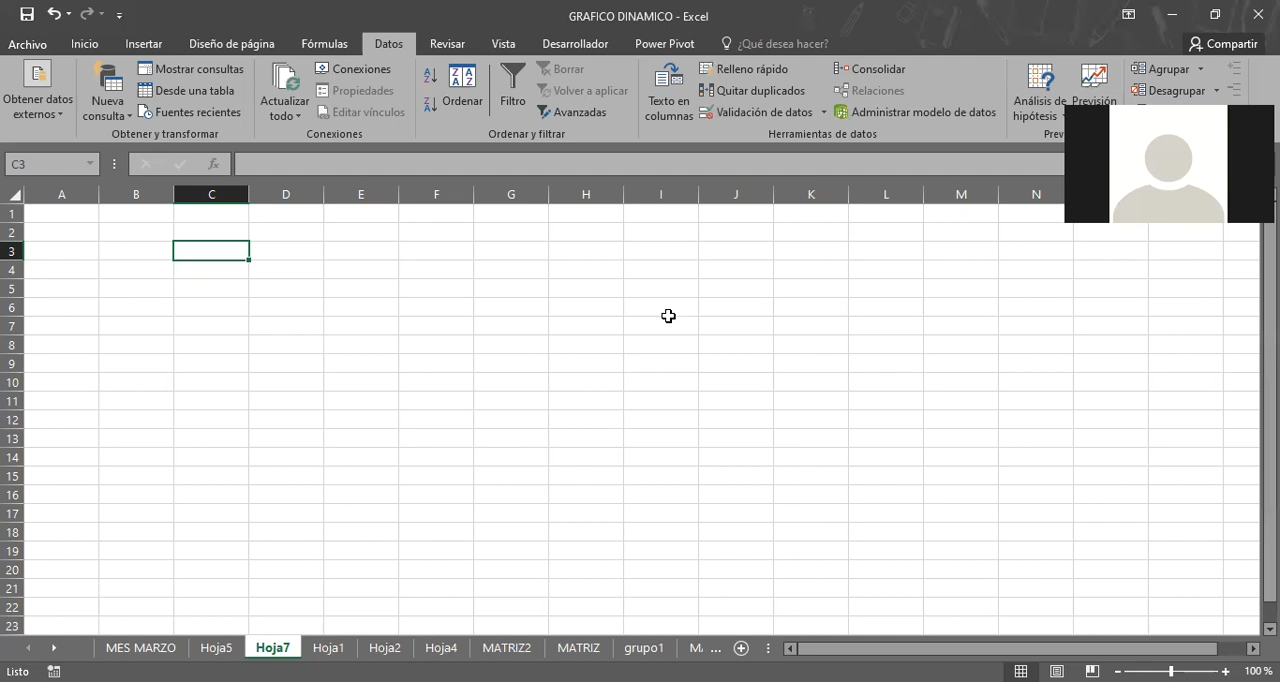 GRAFICO DINAMICO - Excel
Archivo Inicio Insertar Diseño de página Fórmulas Datos Revisar Vista Desarrollador Power Pivot ¿Qué desea hacer? Compartir
Obtener datos externos
Nueva consulta
Mostrar consultas
Desde una tabla
Fuentes recientes
Obtener y transformar
Actualizar todo
Conexiones
Propiedades
Editar vínculos
Conexiones
Ordenar
Filtro
Borrar
Volver a aplicar
Avanzadas
Ordenar y filtrar
Texto en columnas
Relleno rápido
Quitar duplicados
Validación de datos
Consolidar
Relaciones
Administrar modelo de datos
Herramientas de datos
Análisis de hipótesis
Previsión
Prev
Agrupar
Desagrupar
C3
fx
A B C D E F G H I J K L M N
1
2
3
4
5
6
7
8
9
10
11
12
13
14
15
16
17
18
19
20
21
22
23
MES MARZO Hoja5 Hoja7 Hoja1 Hoja2 Hoja4 MATRIZ2 MATRIZ grupo1 ...
Listo 100 %